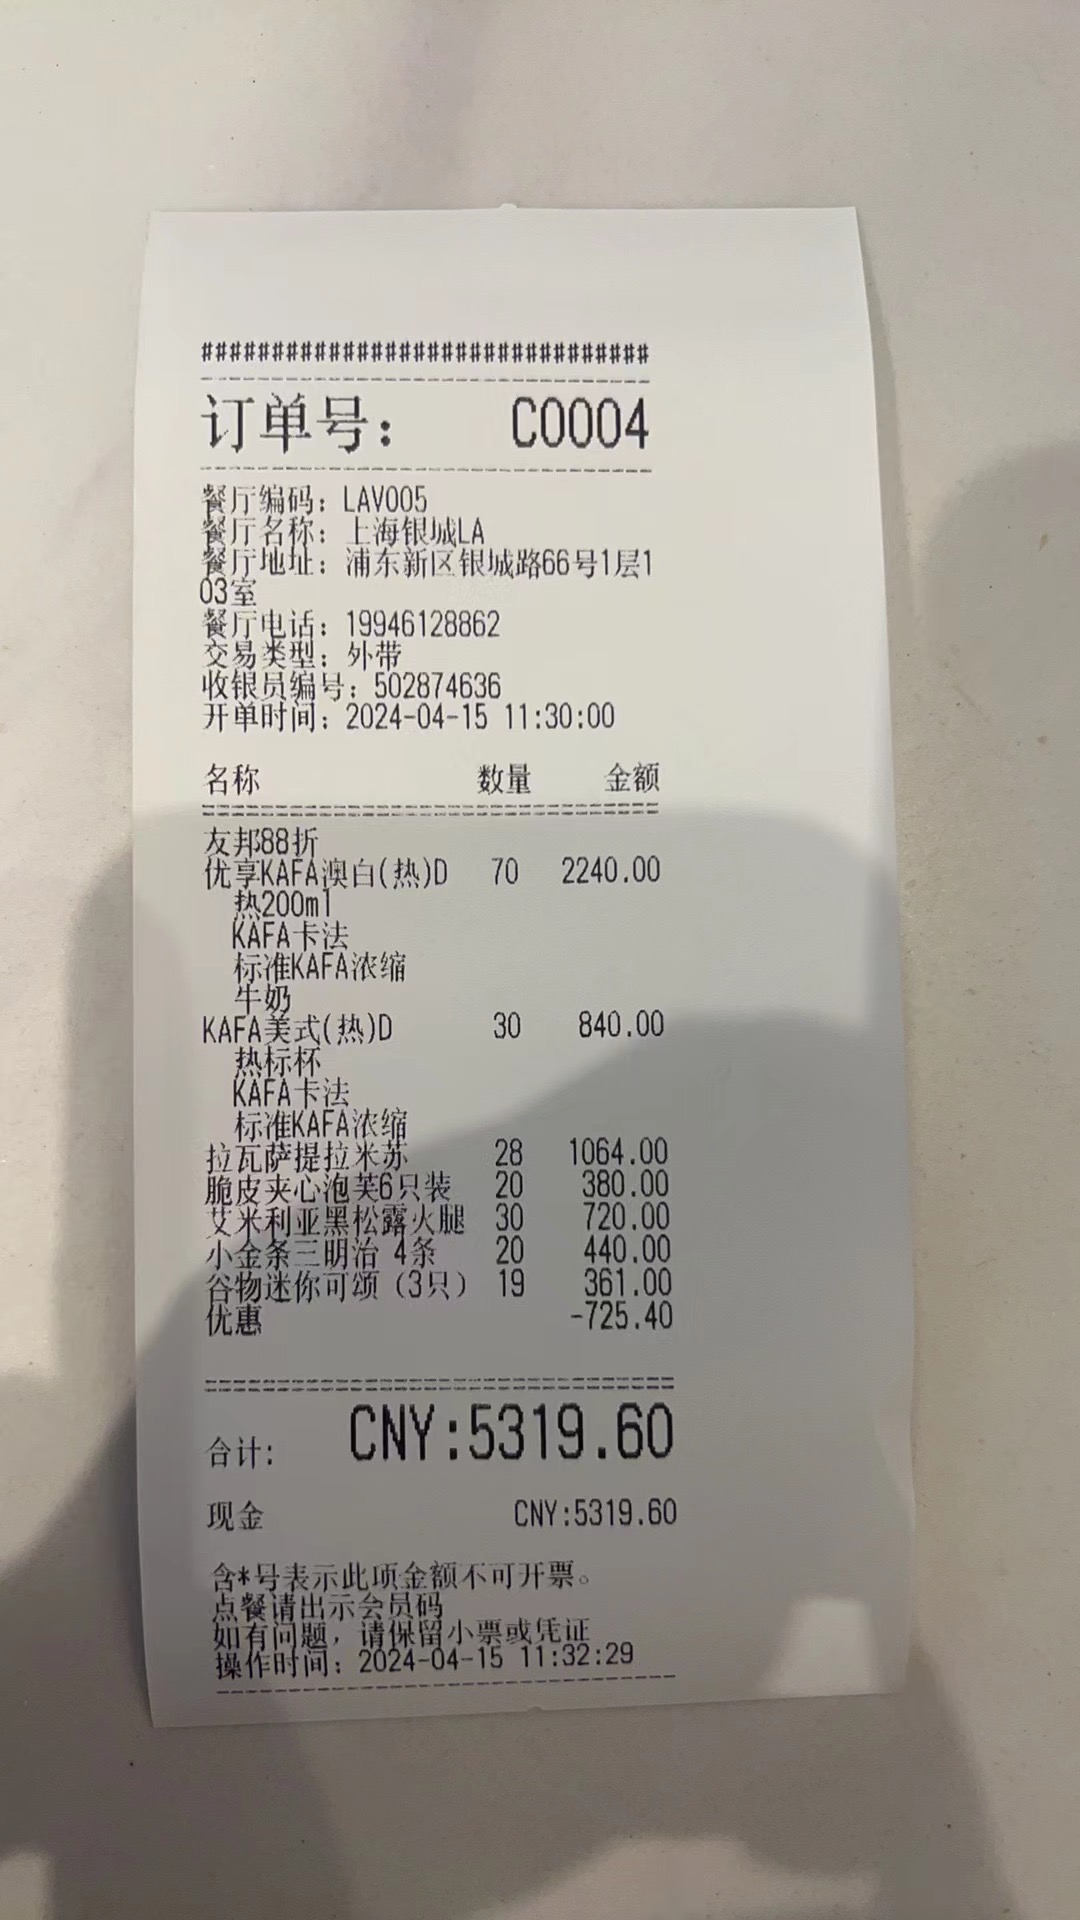 ################################
订单号： C0004
餐厅编码：LAV005
餐厅名称：上海银城LA
餐厅地址：浦东新区银城路66号1层1
03室
餐厅电话：19946128862
交易类型：外带
收银员编号：502874636
开单时间：2024-04-15 11:30:00
名称 数量 金额
友邦88折
优享KAFA澳白(热)D 70 2240.00
热200ml
KAFA卡法
标准KAFA浓缩
牛奶
KAFA美式(热)D 30 840.00
热标杯
KAFA卡法
标准KAFA浓缩
拉瓦萨提拉米苏 28 1064.00
脆皮夹心泡芙6只装 20 380.00
艾米利亚黑松露火腿 30 720.00
小金条三明治 4条 20 440.00
谷物迷你可颂（3只） 19 361.00
优惠 -725.40
合计: CNY:5319.60
现金 CNY:5319.60
含*号表示此项金额不可开票。
点餐请出示会员码
如有问题，请保留小票或凭证
操作时间：2024-04-15 11:32:29